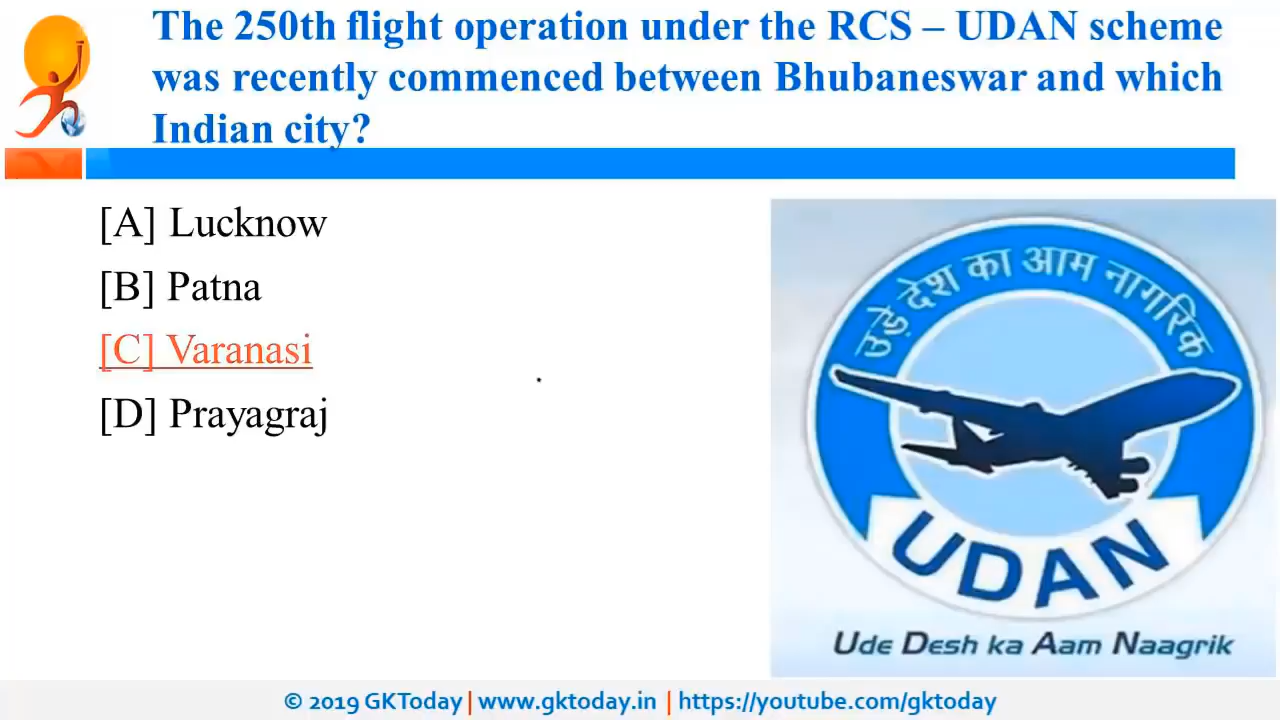 The 250th flight operation under the RCS – UDAN scheme
was recently commenced between Bhubaneswar and which
Indian city?
[A] Lucknow
[B] Patna
[C] Varanasi
[D] Prayagraj
उड़े देश का आम नागरिक
UDAN
Ude Desh ka Aam Naagrik
© 2019 GKToday | www.gktoday.in | https://youtube.com/gktoday